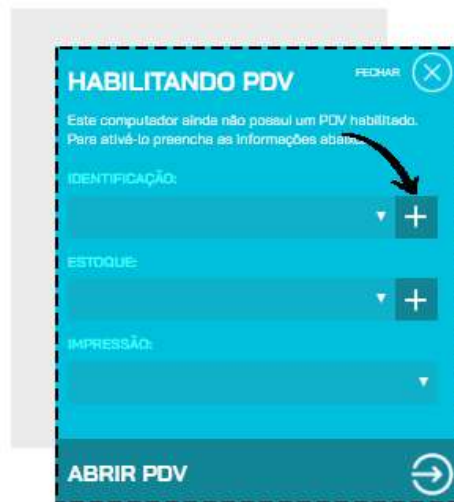 HABILITANDO PDV
FECHAR
Este computador ainda não possui um PDV habilitado.
Para ativá-lo preencha as informações
IDENTIFICAÇÃO:
ESTOQUE:
IMPRESSÃO:
ABRIR PDV